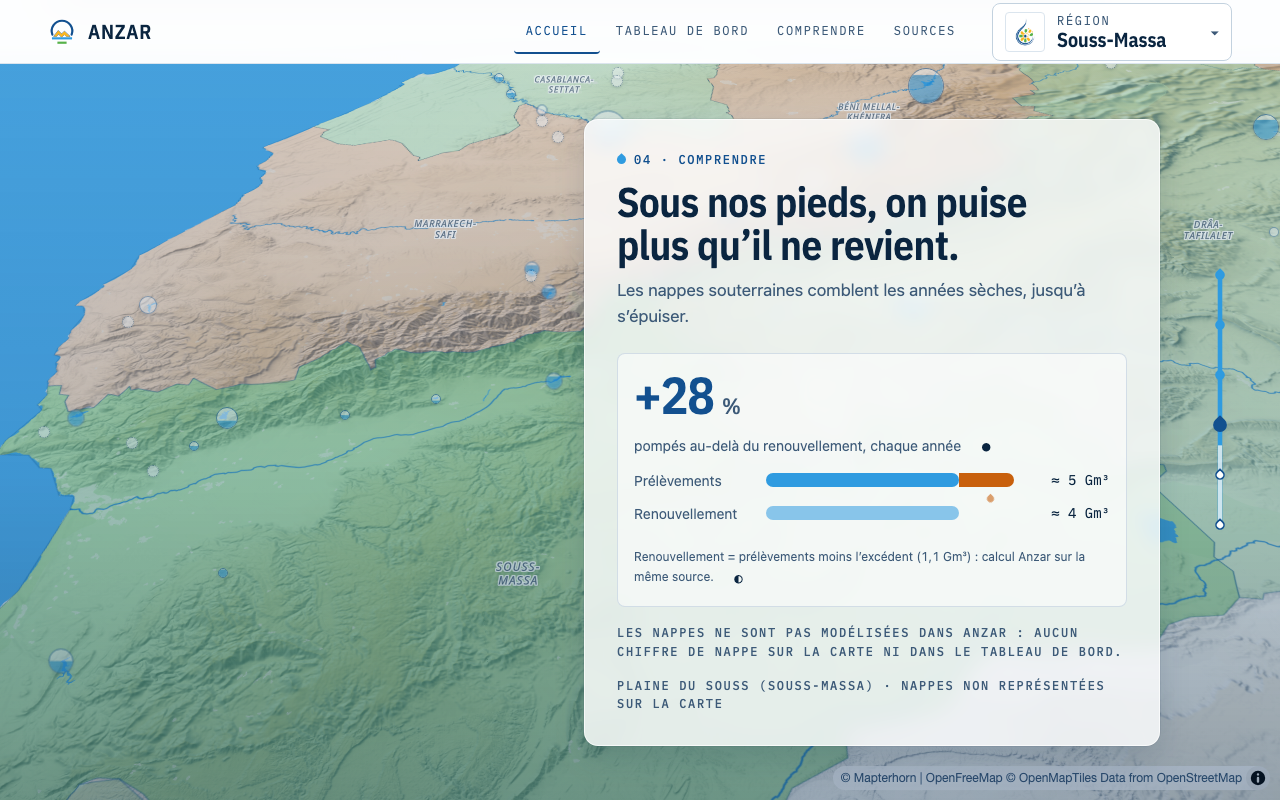 ANZAR
ACCUEIL
TABLEAU DE BORD
COMPRENDRE
SOURCES
RÉGION
Souss-Massa
CASABLANCA-
SETTAT
BÉNI MELLAL-
KHÉNIFRA
MARRAKECH-
SAFI
DRÂA-
TAFILALET
SOUSS-
MASSA
04 · COMPRENDRE
Sous nos pieds, on puise
plus qu’il ne revient.
Les nappes souterraines comblent les années sèches, jusqu’à
s’épuiser.
+28 %
pompés au-delà du renouvellement, chaque année
Prélèvements ≈ 5 Gm³
Renouvellement ≈ 4 Gm³
Renouvellement = prélèvements moins l’excédent (1,1 Gm³) : calcul Anzar sur la
même source.
LES NAPPES NE SONT PAS MODÉLISÉES DANS ANZAR : AUCUN
CHIFFRE DE NAPPE SUR LA CARTE NI DANS LE TABLEAU DE BORD.
PLAINE DU SOUSS (SOUSS-MASSA) · NAPPES NON REPRÉSENTÉES
SUR LA CARTE
© Mapterhorn | OpenFreeMap © OpenMapTiles Data from OpenStreetMap